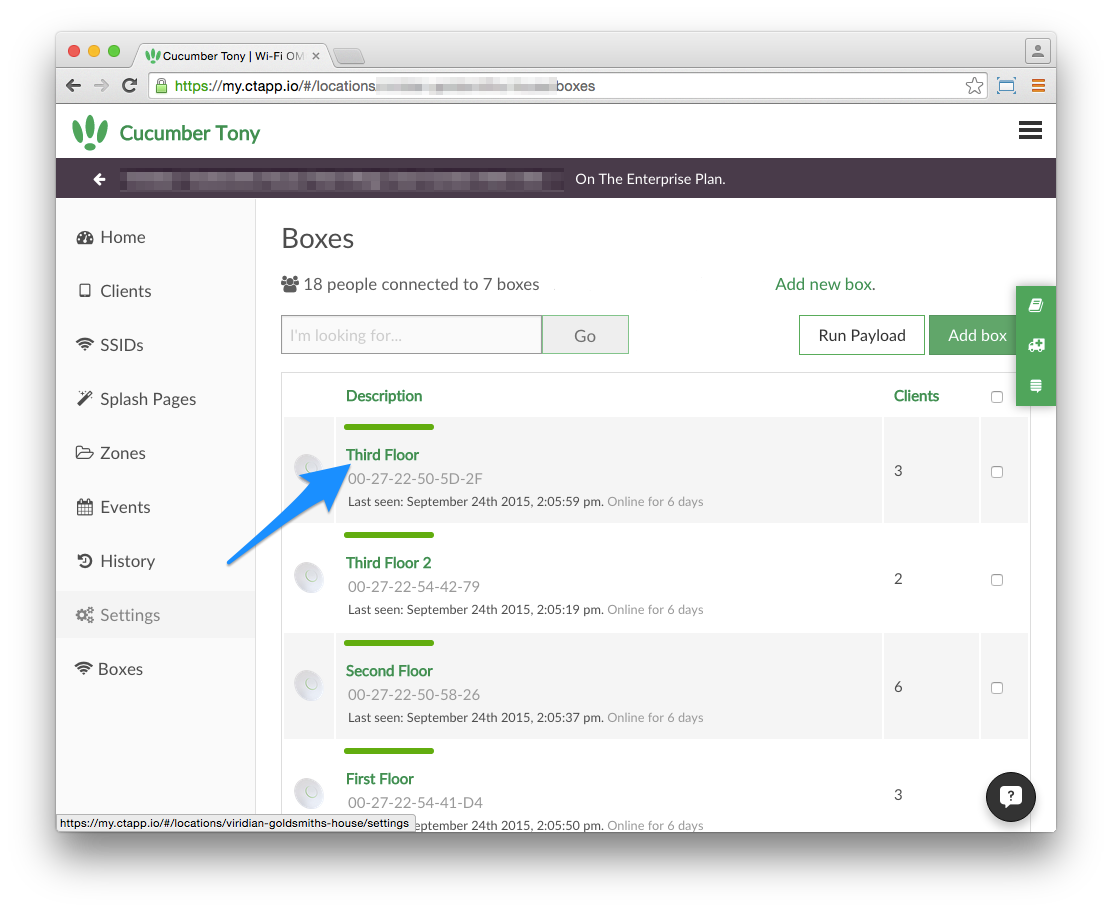 Cucumber Tony | Wi-Fi OM
https://my.ctapp.io/#/locations boxes
Cucumber Tony
On The Enterprise Plan.
Home
Clients
SSIDs
Splash Pages
Zones
Events
History
Settings
Boxes
Boxes
18 people connected to 7 boxes
Add new box.
I'm looking for...
Go
Run Payload
Add box
Description
Clients
Third Floor
00-27-22-50-5D-2F
3
Last seen: September 24th 2015, 2:05:59 pm. Online for 6 days
Third Floor 2
00-27-22-54-42-79
2
Last seen: September 24th 2015, 2:05:19 pm. Online for 6 days
Second Floor
00-27-22-50-58-26
6
Last seen: September 24th 2015, 2:05:37 pm. Online for 6 days
First Floor
00-27-22-54-41-D4
3
eptember 24th 2015, 2:05:50 pm. Online for 6 days
https://my.ctapp.io/#/locations/viridian-goldsmiths-house/settings